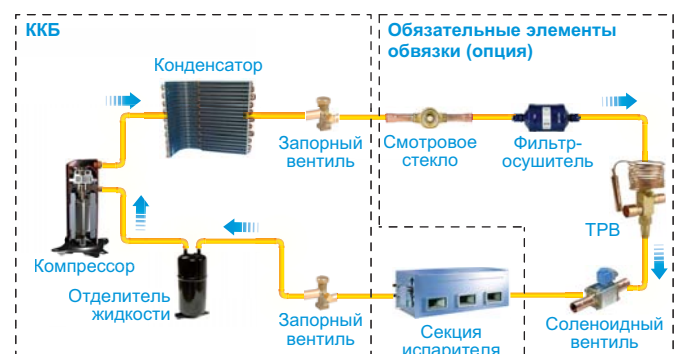 ККБ
Обязательные элементы
обвязки (опция)
Конденсатор
Запорный
вентиль
Смотровое
стекло
Фильтр-
осушитель
ТРВ
Компрессор
Отделитель
жидкости
Запорный
вентиль
Секция
испарителя
Соленоидный
вентиль